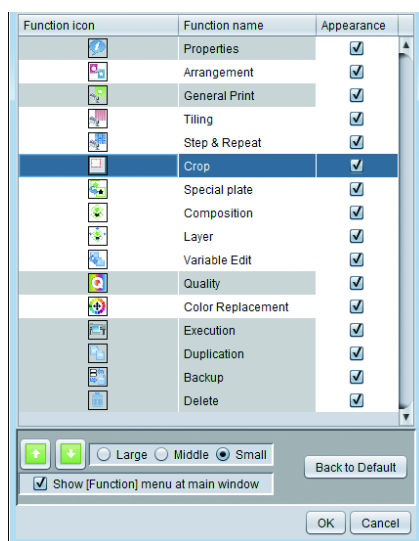 Function icon Function name Appearance
Properties
Arrangement
General Print
Tiling
Step & Repeat
Crop
Special plate
Composition
Layer
Variable Edit
Quality
Color Replacement
Execution
Duplication
Backup
Delete
Large Middle Small
Back to Default
Show [Function] menu at main window
OK Cancel